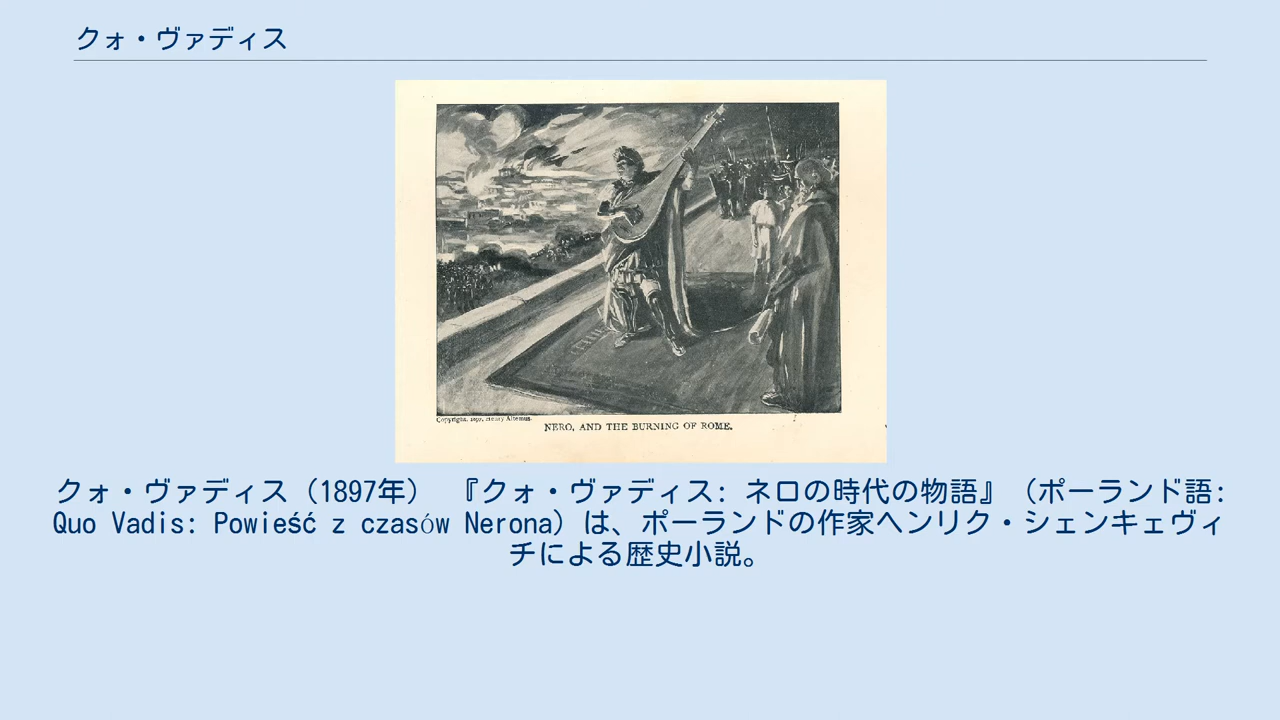 クォ・ヴァディス
NERO, AND THE BURNING OF ROME.
クォ・ヴァディス（1897年）　『クォ・ヴァディス: ネロの時代の物語』（ポーランド語:
Quo Vadis: Powieść z czasów Nerona）は、ポーランドの作家ヘンリク・シェンキェヴィ
チによる歴史小説。